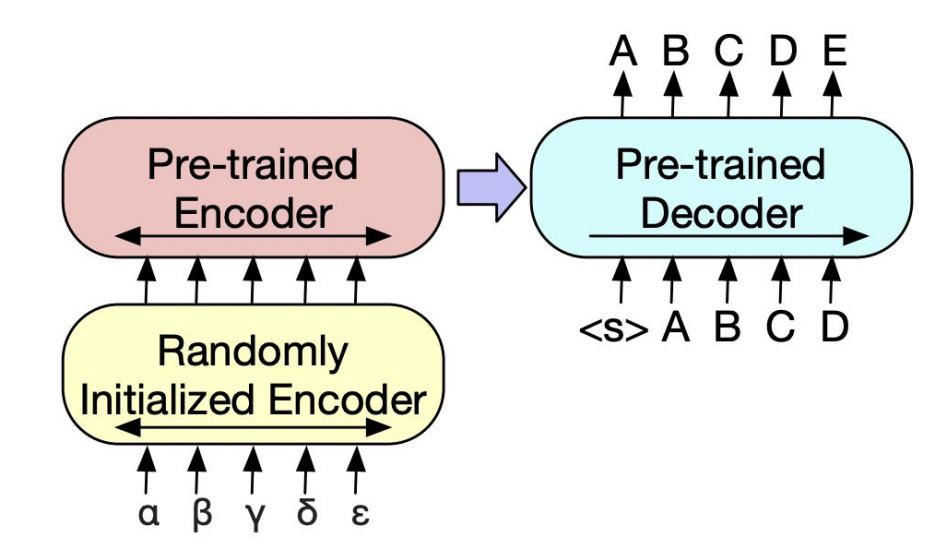 A B C D E
Pre-trained
Encoder
Pre-trained
Decoder
<s> A B C D
Randomly
Initialized Encoder
α β γ δ ε